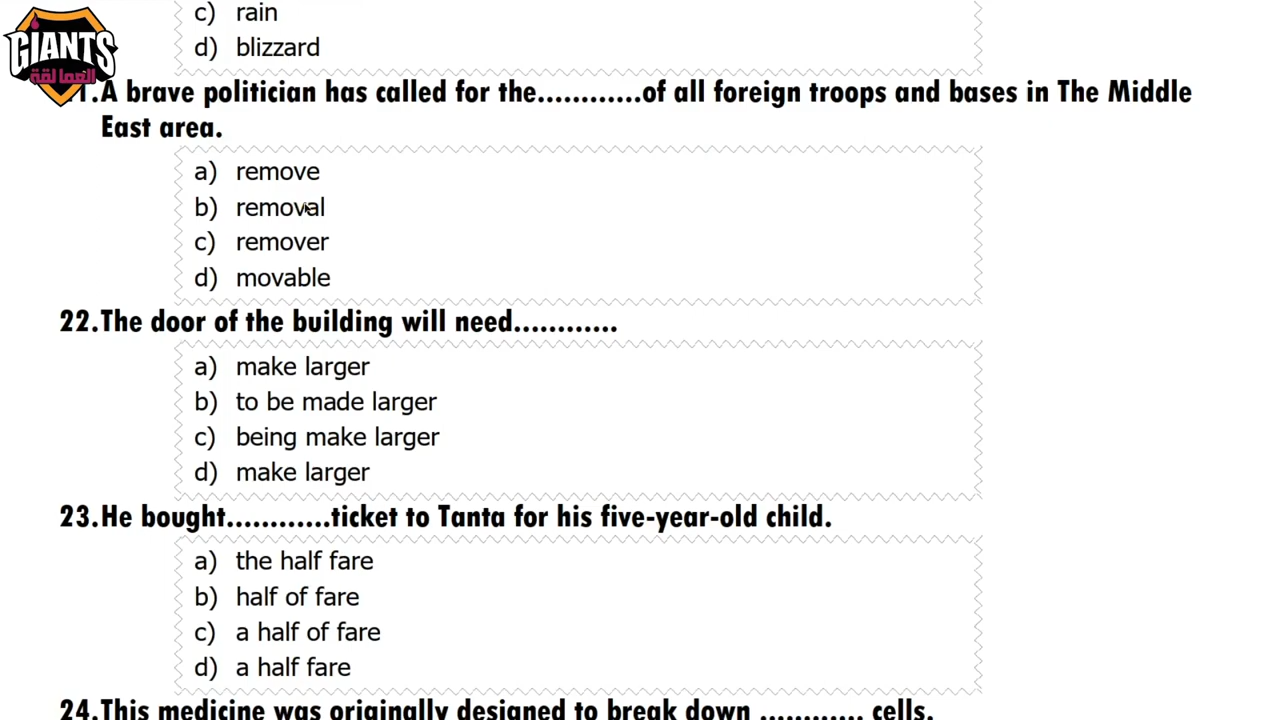 c) rain
GIANTS
العمالقة
d) blizzard
1.A brave politician has called for the............of all foreign troops and bases in The Middle
East area.
a) remove
b) removal
c) remover
d) movable
22.The door of the building will need............
a) make larger
b) to be made larger
c) being make larger
d) make larger
23.He bought............ticket to Tanta for his five-year-old child.
a) the half fare
b) half of fare
c) a half of fare
d) a half fare
24.This medicine was originally designed to break down ............ cells.